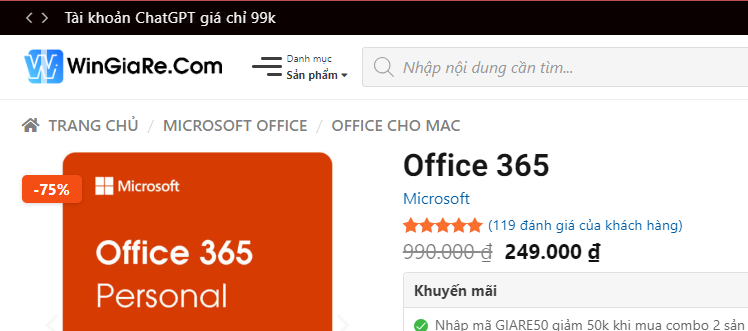 Tài khoản ChatGPT giá chỉ 99k
WinGiaRe.Com
Danh mục
Sản phẩm
Nhập nội dung cần tìm...
TRANG CHỦ / MICROSOFT OFFICE / OFFICE CHO MAC
-75%
Microsoft
Office 365
Personal
Office 365
Microsoft
(119 đánh giá của khách hàng)
990.000 ₫ 249.000 ₫
Khuyến mãi
Nhập mã GIARE50 giảm 50k khi mua combo 2 sản